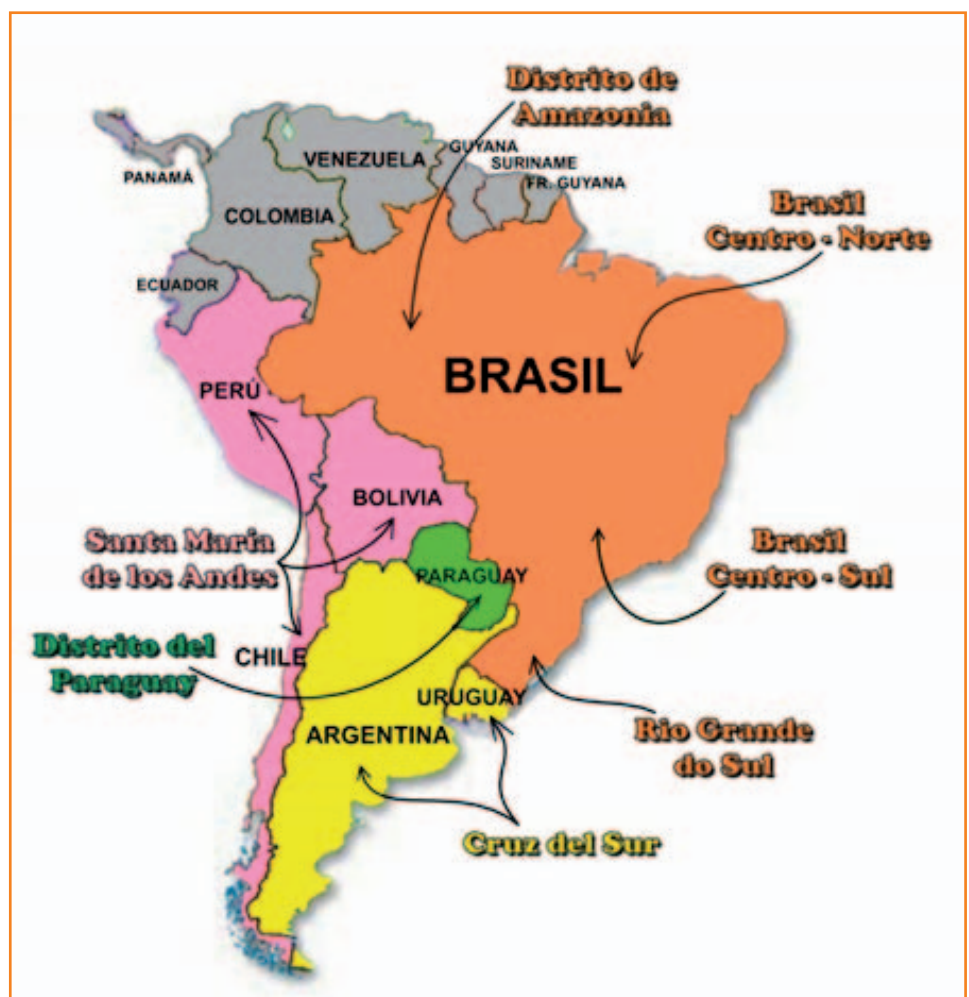 Distrito de
Amazonia
GUYANA
VENEZUELA
SURINAME
PANAMÁ
FR. GUYANA
COLOMBIA
Brasil
Centro - Norte
ECUADOR
BRASIL
PERÚ
BOLIVIA
Santa María
de los Andes
Brasil
Centro - Sul
PARAGUAY
Distrito del
Paraguay
CHILE
URUGUAY
ARGENTINA
Rio Grande
do Sul
Cruz del Sur